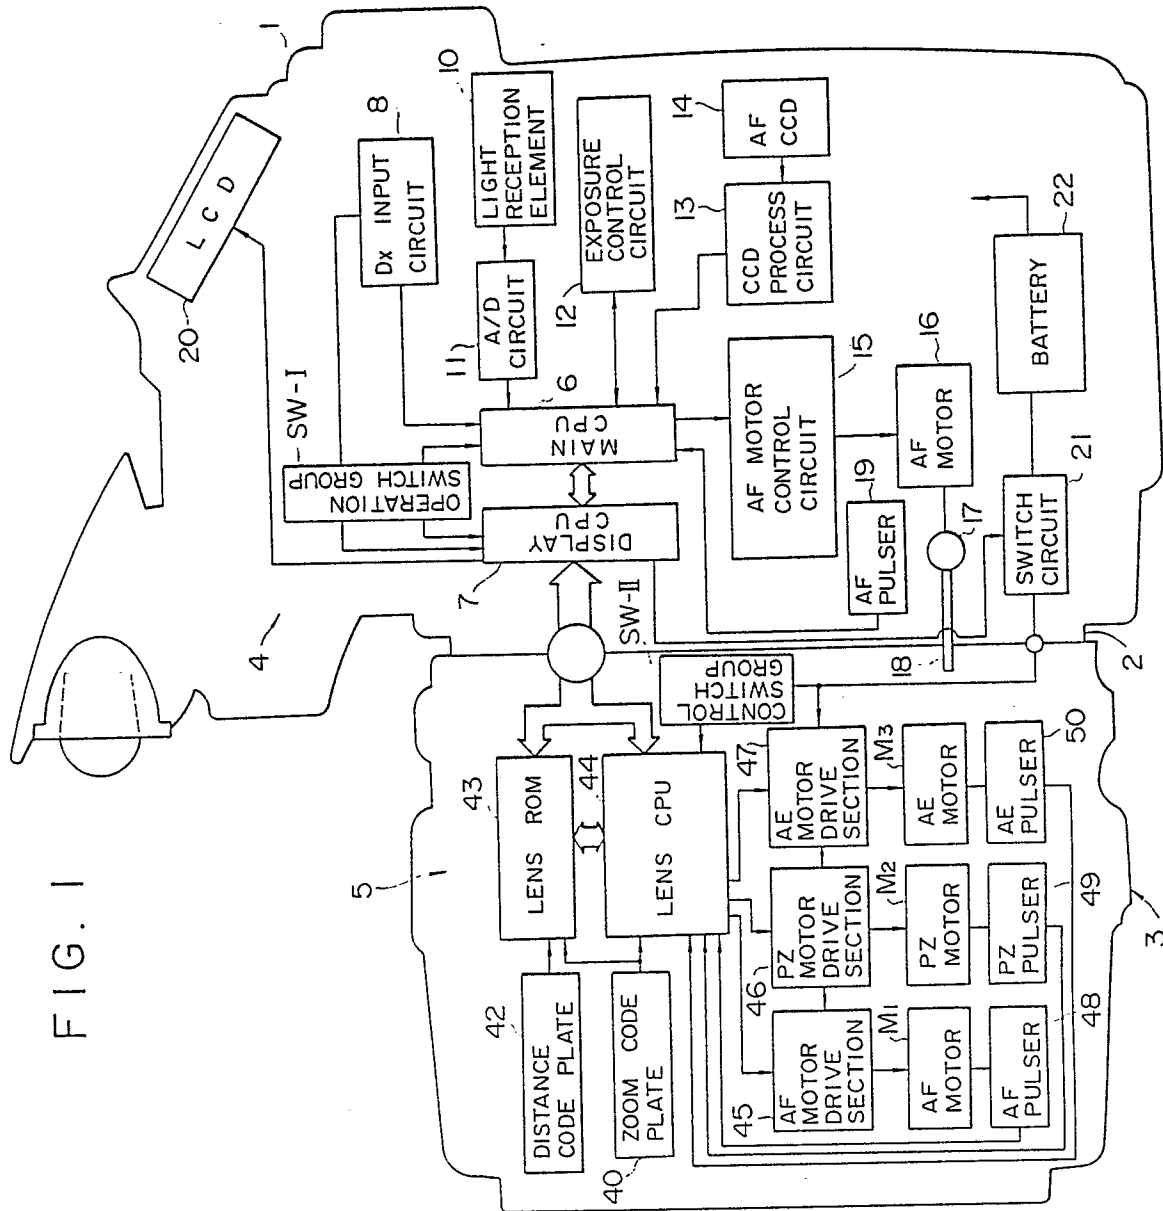 FIG. 1
1
LCD
20
4
SW-I
OPERATION
SWITCH
GROUP
Dx INPUT
CIRCUIT
8
10
LIGHT
RECEPTION
ELEMENT
A/D
CIRCUIT
11
EXPOSURE
CONTROL
CIRCUIT
12
14
AF
CCD
13
CCD
PROCESS
CIRCUIT
6
MAIN
CPU
DISPLAY
CPU
7
AF MOTOR
CONTROL
CIRCUIT
15
16
AF
MOTOR
17
18
19
AF
PULSER
22
BATTERY
21
SWITCH
CIRCUIT
2
SW-II
CONTROL
SWITCH
GROUP
5
43
LENS ROM
44
LENS CPU
42
DISTANCE
CODE PLATE
ZOOM CODE
PLATE
40
47
AE
MOTOR
DRIVE
SECTION
46
PZ
MOTOR
DRIVE
SECTION
45
AF
MOTOR
DRIVE
SECTION
M3
AE
MOTOR
M2
PZ MOTOR
M1
AF
MOTOR
50
AE
PULSER
49
PZ
PULSER
48
AF
PULSER
3